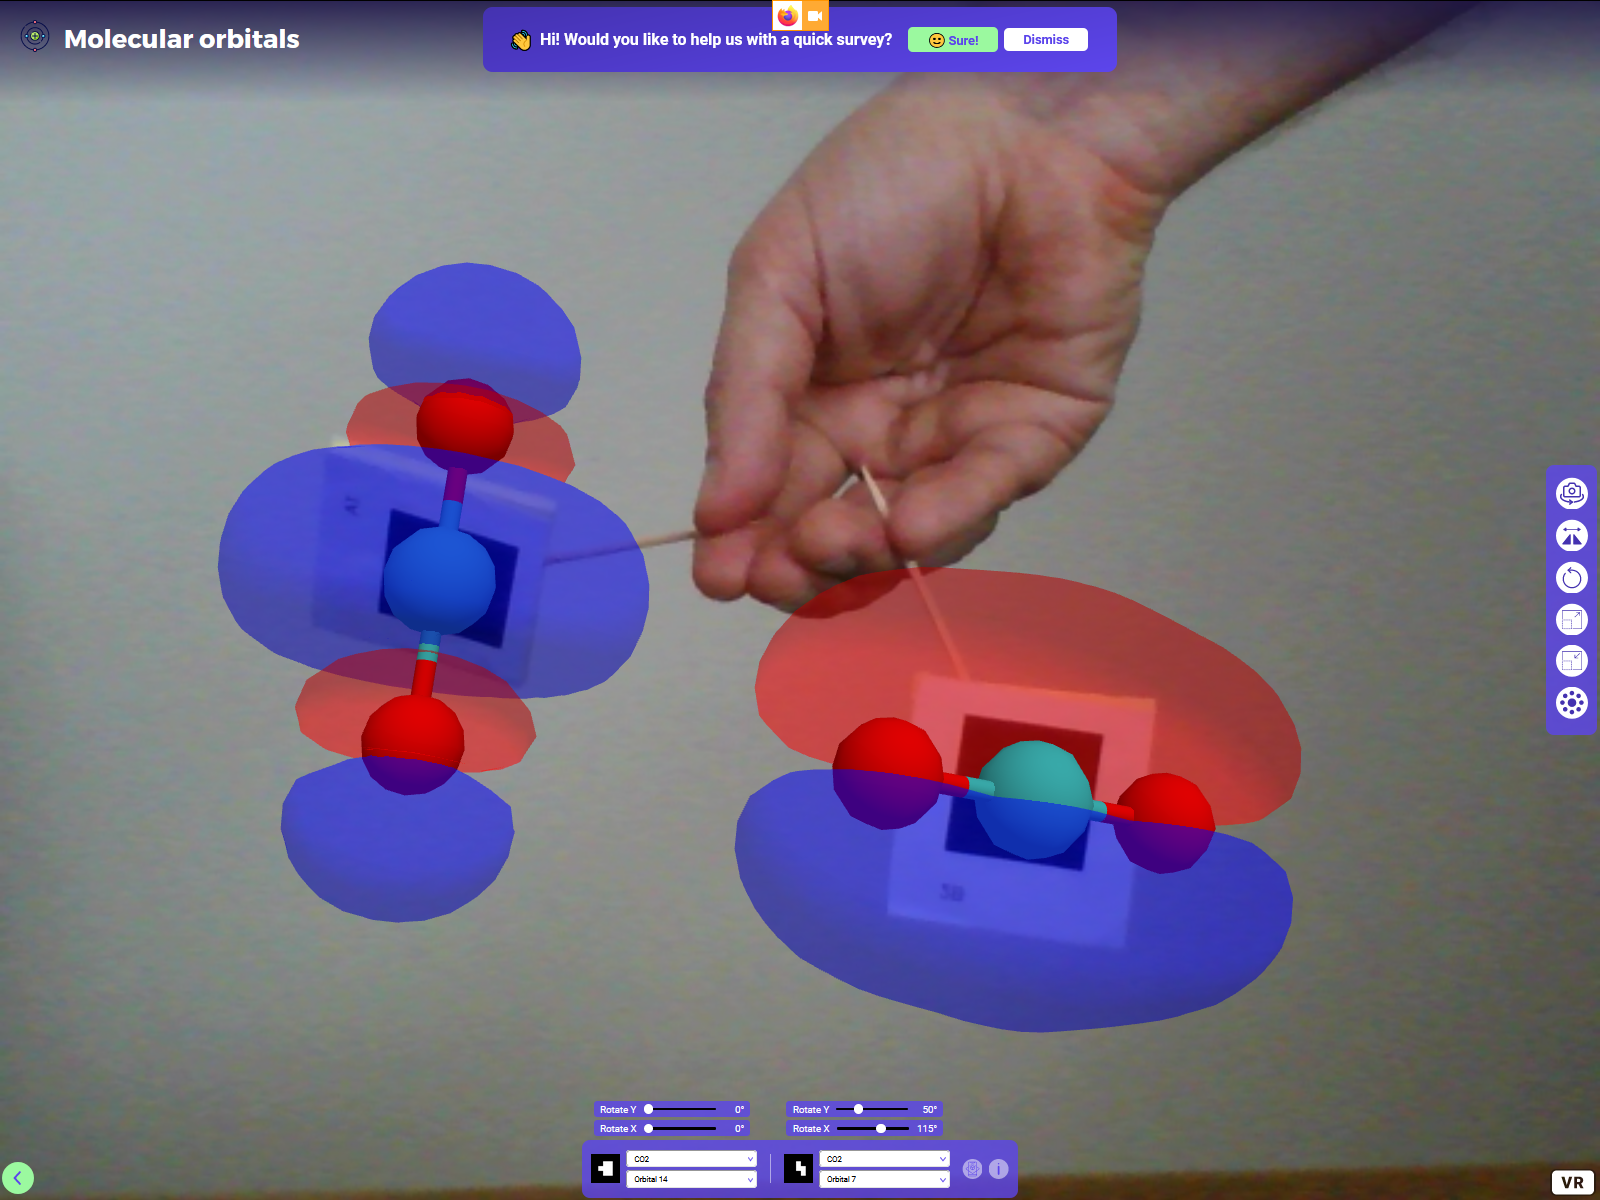 Molecular orbitals
Hi! Would you like to help us with a quick survey?
Sure!
Dismiss
Rotate Y 0°
Rotate X 0°
Rotate Y 50°
Rotate X 115°
CO2
Orbital 14
CO2
Orbital 7
i
VR